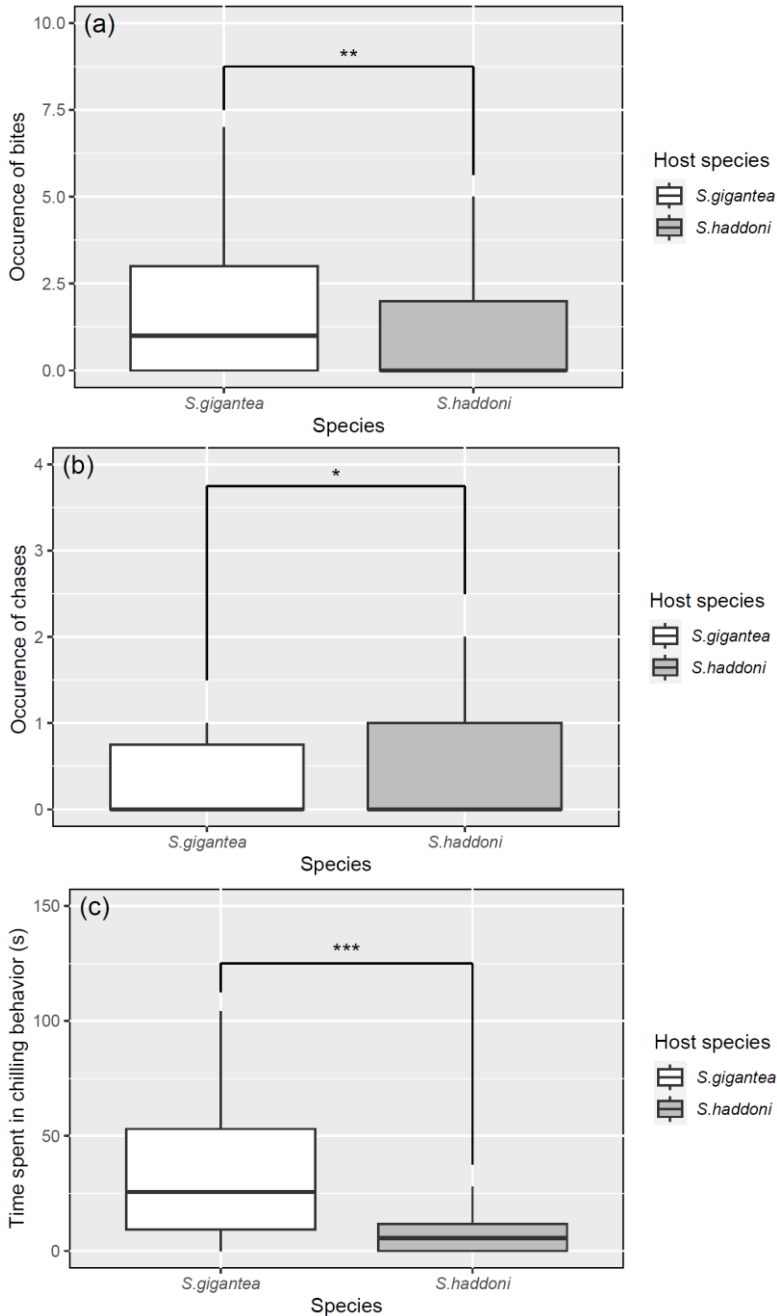 (a)
**
10.0
7.5
5.0
2.5
0.0
Occurence of bites
S.gigantea
S.haddoni
Species
Host species
S.gigantea
S.haddoni
(b)
*
4
3
2
1
0
Occurence of chases
S.gigantea
S.haddoni
Species
Host species
S.gigantea
S.haddoni
(c)
***
150
100
50
0
Time spent in chilling behavior (s)
S.gigantea
S.haddoni
Species
Host species
S.gigantea
S.haddoni